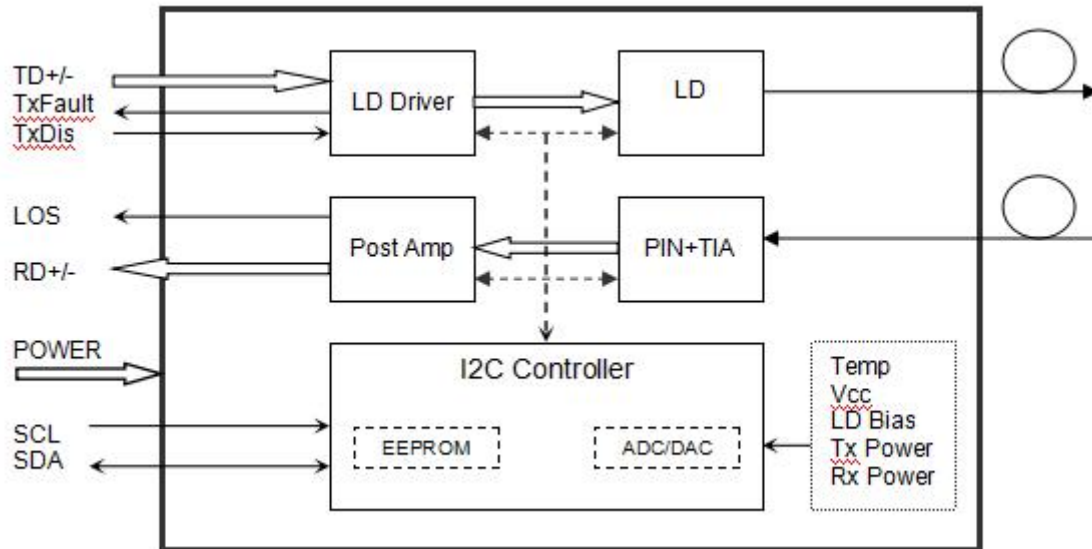 TD+/-
TxFault
TxDis
LD Driver
LD
LOS
RD+/-
Post Amp
PIN+TIA
POWER
SCL
SDA
I2C Controller
EEPROM
ADC/DAC
Temp
Vcc
LD Bias
Tx Power
Rx Power